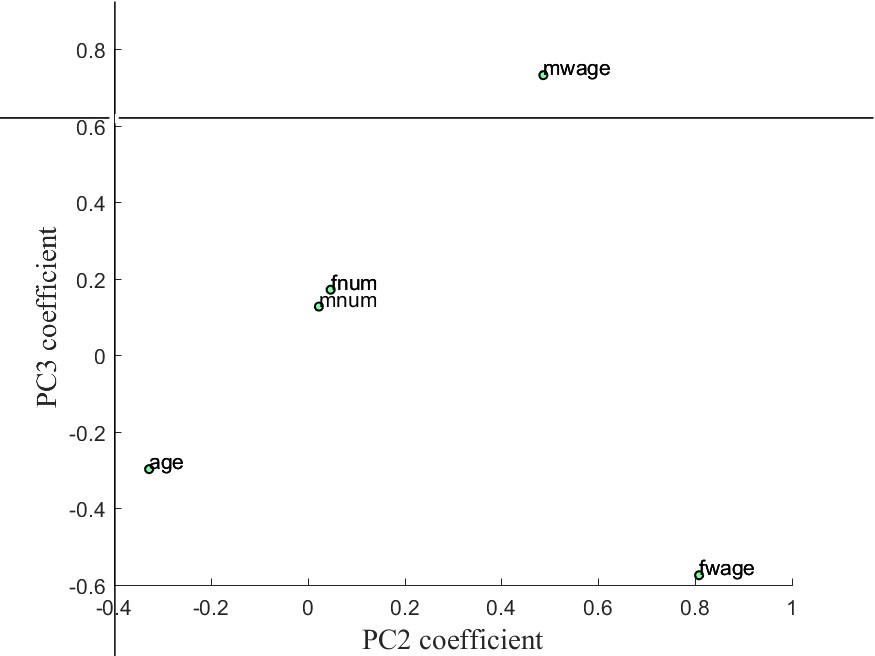 0.8
mwage
0.6
0.4
0.2
fnum
mnum
0
PC3 coefficient
-0.2
age
-0.4
fwage
-0.6
-0.4 -0.2 0 0.2 0.4 0.6 0.8 1
PC2 coefficient